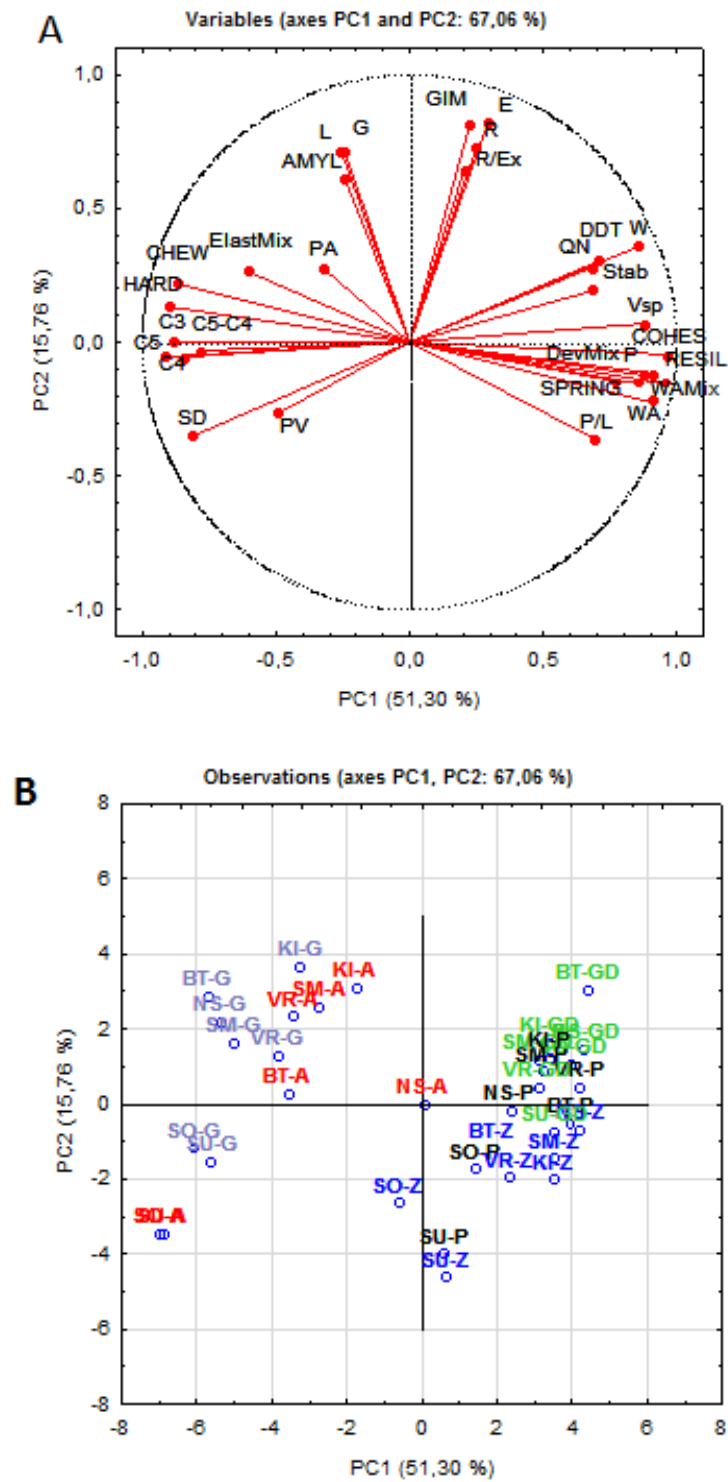 A
Variables (axes PC1 and PC2: 67,06 %)
1,0
GIM E
L G R
AMYL R/Ex
0,5
ElastMix PA DDT W
CHEW QN
HARD Stab
C3 C5-C4 Vsp
COHES
C5 DevMix P RESIL
0,0
C4 SPRING WAMix
WA
SD PV P/L
-0,5
-1,0
PC2 (15,76 %)
-1,0 -0,5 0,0 0,5 1,0
PC1 (51,30 %)
B
Observations (axes PC1, PC2: 67,06 %)
8
6
4
KI-G
BT-G KI-A BT-GD
NS-G VR-A SM-A
SM-G KI-GD
2
VR-G KI-P
SM-P
BT-A VR-P
NS-A NS-P BT-P
0
SU-GD
SO-G BT-Z SM-Z
SU-G SO-P VR-Z KI-Z
-2
SO-Z
SU-A SU-P
-4
SU-Z
-6
-8
PC2 (15,76 %)
-8 -6 -4 -2 0 2 4 6 8
PC1 (51,30 %)